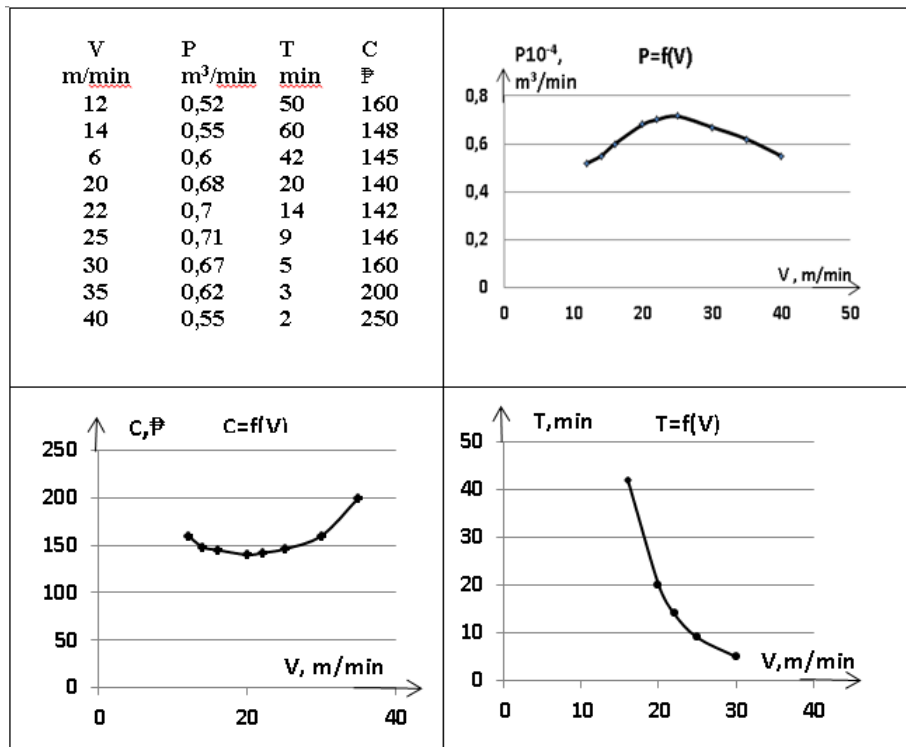 V P T C
m/min m³/min min ₱
12 0,52 50 160
14 0,55 60 148
6 0,6 42 145
20 0,68 20 140
22 0,7 14 142
25 0,71 9 146
30 0,67 5 160
35 0,62 3 200
40 0,55 2 250
P10⁻⁴, P=f(V)
m³/min
0,8
0,6
0,4
0,2
V , m/min
0
0 10 20 30 40 50
C,₱ C=f(V)
250
200
150
100
50
V, m/min
0
0 20 40
T,min T=f(V)
50
40
30
20
10
V,m/min
0
0 10 20 30 40